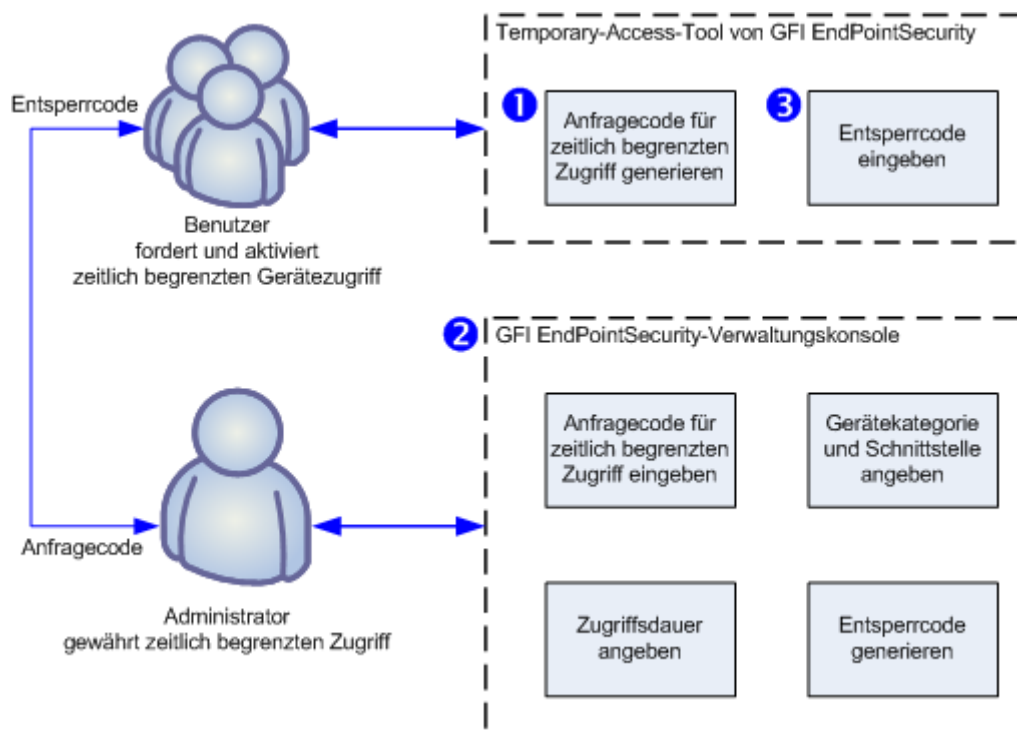 Temporary-Access-Tool von GFI EndPointSecurity
Entsperrcode
1
Anfragecode für
zeitlich begrenzten
Zugriff generieren
3
Entsperrcode
eingeben
Benutzer
fordert und aktiviert
zeitlich begrenzten Gerätezugriff
2
GFI EndPointSecurity-Verwaltungskonsole
Anfragecode für
zeitlich begrenzten
Zugriff eingeben
Gerätekategorie
und Schnittstelle
angeben
Anfragecode
Administrator
gewährt zeitlich begrenzten Zugriff
Zugriffsdauer
angeben
Entsperrcode
generieren